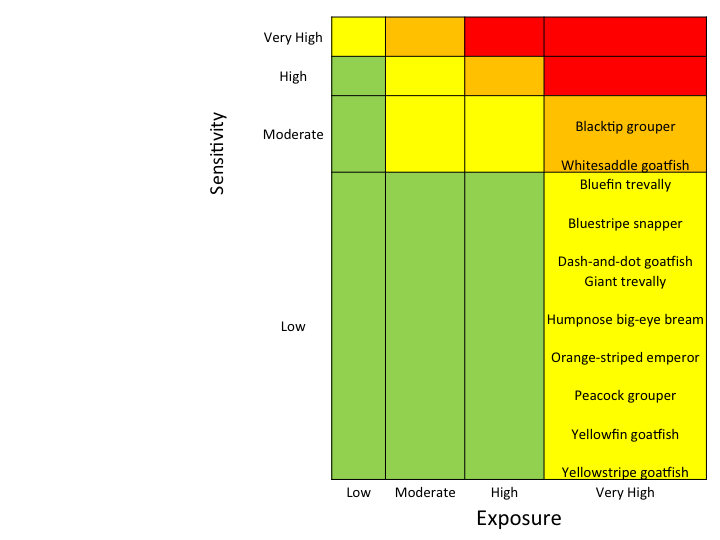 Very High
High
Sensitivity
Moderate
Blacktip grouper
Whitesaddle goatfish
Bluefin trevally
Bluestripe snapper
Dash-and-dot goatfish
Giant trevally
Humpnose big-eye bream
Low
Orange-striped emperor
Peacock grouper
Yellowfin goatfish
Yellowstripe goatfish
Low Moderate High Very High
Exposure